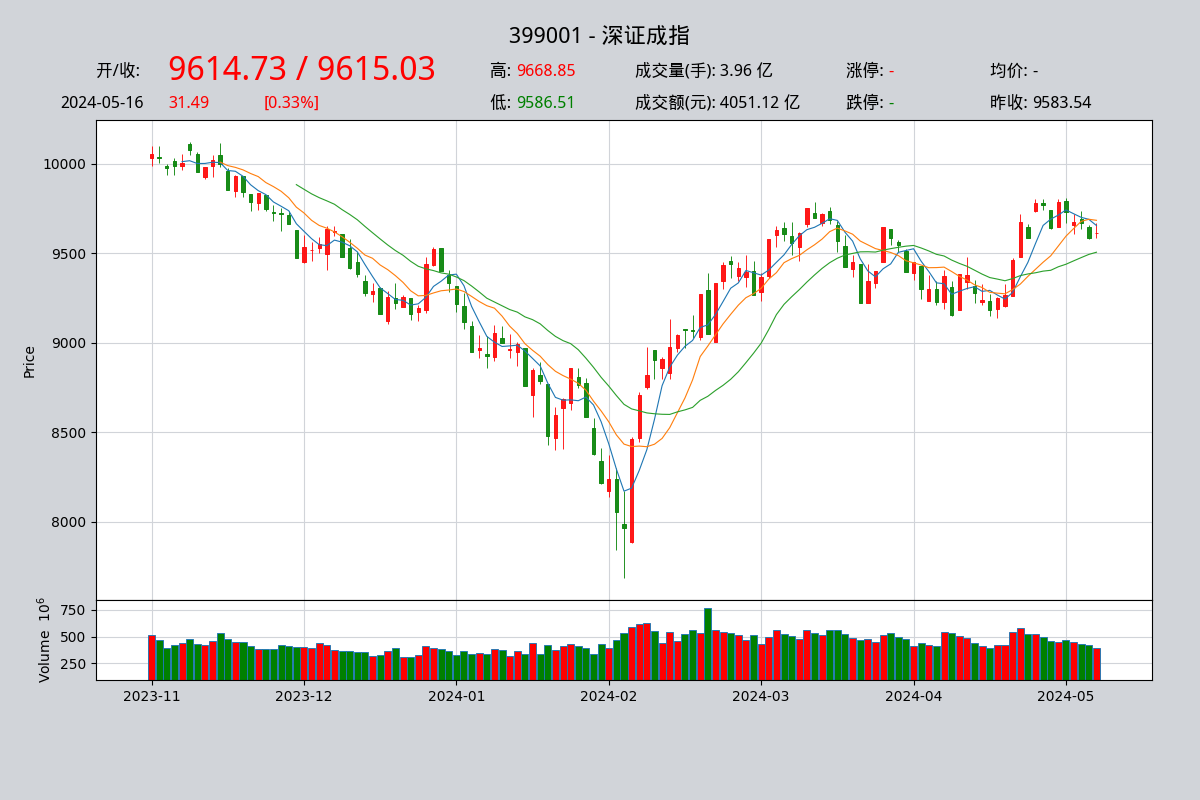 399001 - 深证成指
开/收: 9614.73 / 9615.03 高: 9668.85 成交量(手): 3.96 亿 涨停: - 均价: -
2024-05-16 31.49 [0.33%] 低: 9586.51 成交额(元): 4051.12 亿 跌停: - 昨收: 9583.54
10000
9500
9000
8500
8000
Price
750
500
250
Volume 10^6
2023-11 2023-12 2024-01 2024-02 2024-03 2024-04 2024-05